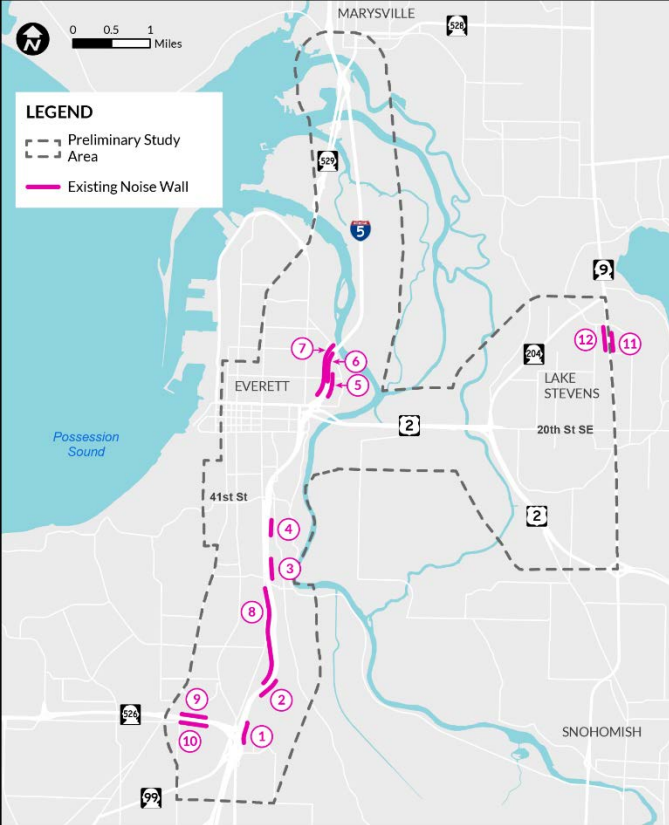 MARYSVILLE
528
N
0 0.5 1
Miles
LEGEND
Preliminary Study
Area
Existing Noise Wall
529
INTERSTATE
5
9
7
6
5
12
11
204
EVERETT
LAKE
STEVENS
2
20th St SE
Possession
Sound
41st St
2
4
3
8
9
2
526
10
1
SNOHOMISH
99